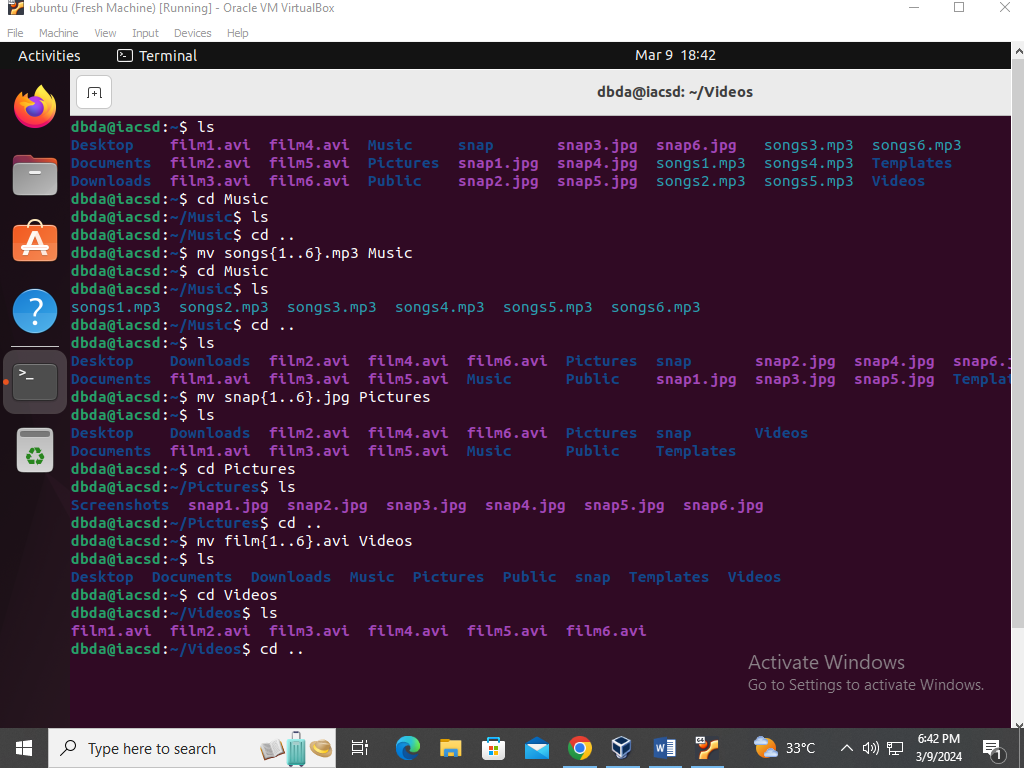 ubuntu (Fresh Machine) [Running] - Oracle VM VirtualBox
File Machine View Input Devices Help
Activities Terminal Mar 9 18:42
dbda@iacsd: ~/Videos
dbda@iacsd:~$ ls
Desktop film1.avi film4.avi Music snap snap3.jpg snap6.jpg songs3.mp3 songs6.mp3
Documents film2.avi film5.avi Pictures snap1.jpg snap4.jpg songs1.mp3 songs4.mp3 Templates
Downloads film3.avi film6.avi Public snap2.jpg snap5.jpg songs2.mp3 songs5.mp3 Videos
dbda@iacsd:~$ cd Music
dbda@iacsd:~/Music$ ls
dbda@iacsd:~/Music$ cd ..
dbda@iacsd:~$ mv songs{1..6}.mp3 Music
dbda@iacsd:~$ cd Music
dbda@iacsd:~/Music$ ls
songs1.mp3 songs2.mp3 songs3.mp3 songs4.mp3 songs5.mp3 songs6.mp3
dbda@iacsd:~/Music$ cd ..
dbda@iacsd:~$ ls
Desktop Downloads film2.avi film4.avi film6.avi Pictures snap snap2.jpg snap4.jpg snap6.j
Documents film1.avi film3.avi film5.avi Music Public snap1.jpg snap3.jpg snap5.jpg Templat
dbda@iacsd:~$ mv snap{1..6}.jpg Pictures
dbda@iacsd:~$ ls
Desktop Downloads film2.avi film4.avi film6.avi Pictures snap Videos
Documents film1.avi film3.avi film5.avi Music Public Templates
dbda@iacsd:~$ cd Pictures
dbda@iacsd:~/Pictures$ ls
Screenshots snap1.jpg snap2.jpg snap3.jpg snap4.jpg snap5.jpg snap6.jpg
dbda@iacsd:~/Pictures$ cd ..
dbda@iacsd:~$ mv film{1..6}.avi Videos
dbda@iacsd:~$ ls
Desktop Documents Downloads Music Pictures Public snap Templates Videos
dbda@iacsd:~$ cd Videos
dbda@iacsd:~/Videos$ ls
film1.avi film2.avi film3.avi film4.avi film5.avi film6.avi
dbda@iacsd:~/Videos$ cd ..
Activate Windows
Go to Settings to activate Windows.
Type here to search
33°C
6:42 PM
3/9/2024
1